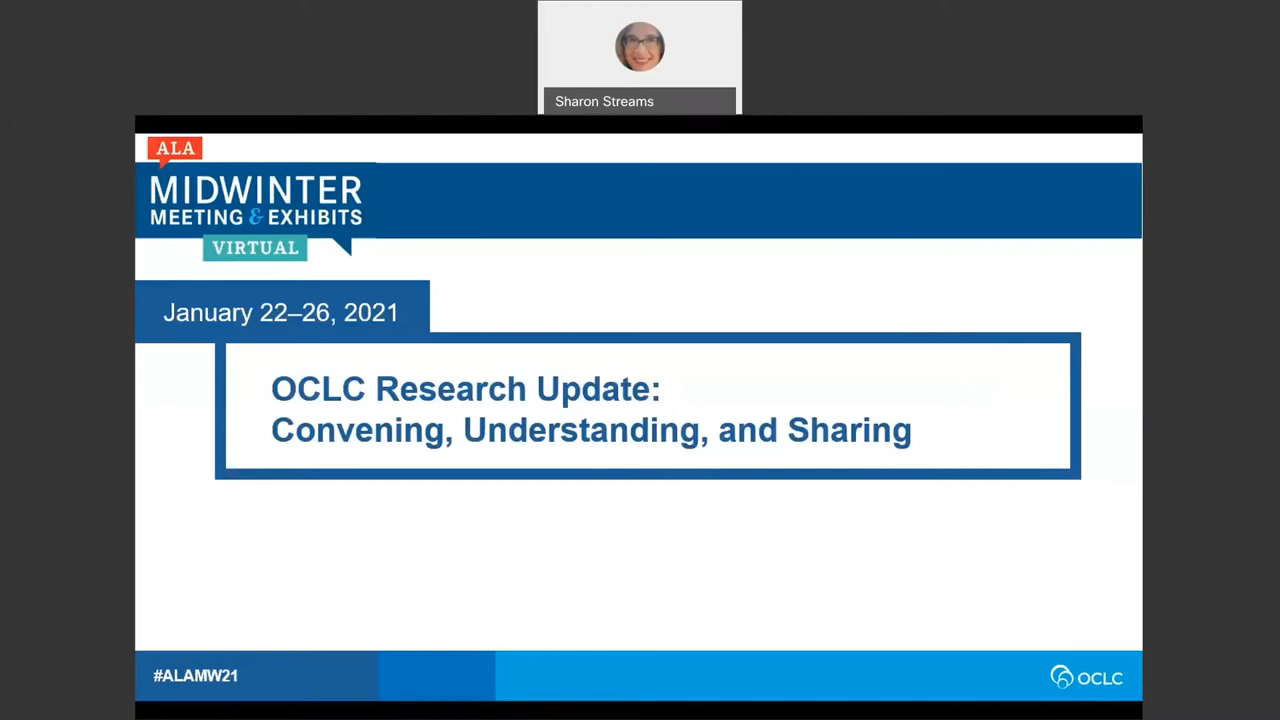 Sharon Streams
ALA
MIDWINTER
MEETING & EXHIBITS
VIRTUAL
January 22–26, 2021
OCLC Research Update:
Convening, Understanding, and Sharing
#ALAMW21
OCLC